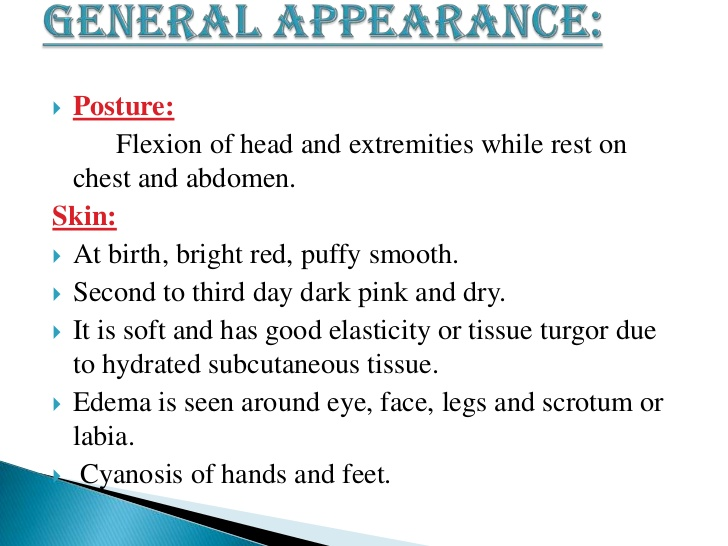 GENERAL APPEARANCE:
Posture:
Flexion of head and extremities while rest on
chest and abdomen.
Skin:
At birth, bright red, puffy smooth.
Second to third day dark pink and dry.
It is soft and has good elasticity or tissue turgor due
to hydrated subcutaneous tissue.
Edema is seen around eye, face, legs and scrotum or
labia.
Cyanosis of hands and feet.